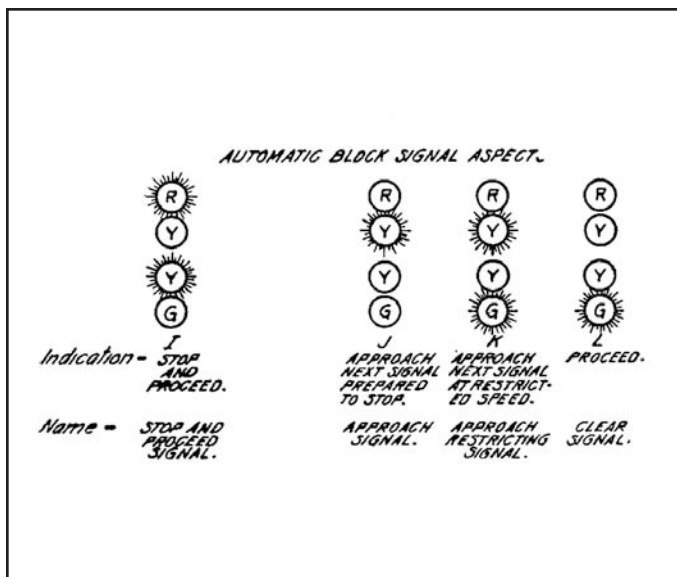 AUTOMATIC BLOCK SIGNAL ASPECT.
R R R R
Y Y Y Y
Y Y Y Y
G G G G
I J K L
Indication - STOP AND PROCEED.
APPROACH NEXT SIGNAL PREPARED TO STOP.
APPROACH NEXT SIGNAL AT RESTRICT-ED SPEED.
PROCEED.
Name - STOP AND PROCEED SIGNAL.
APPROACH SIGNAL.
APPROACH RESTRICTING SIGNAL.
CLEAR SIGNAL.